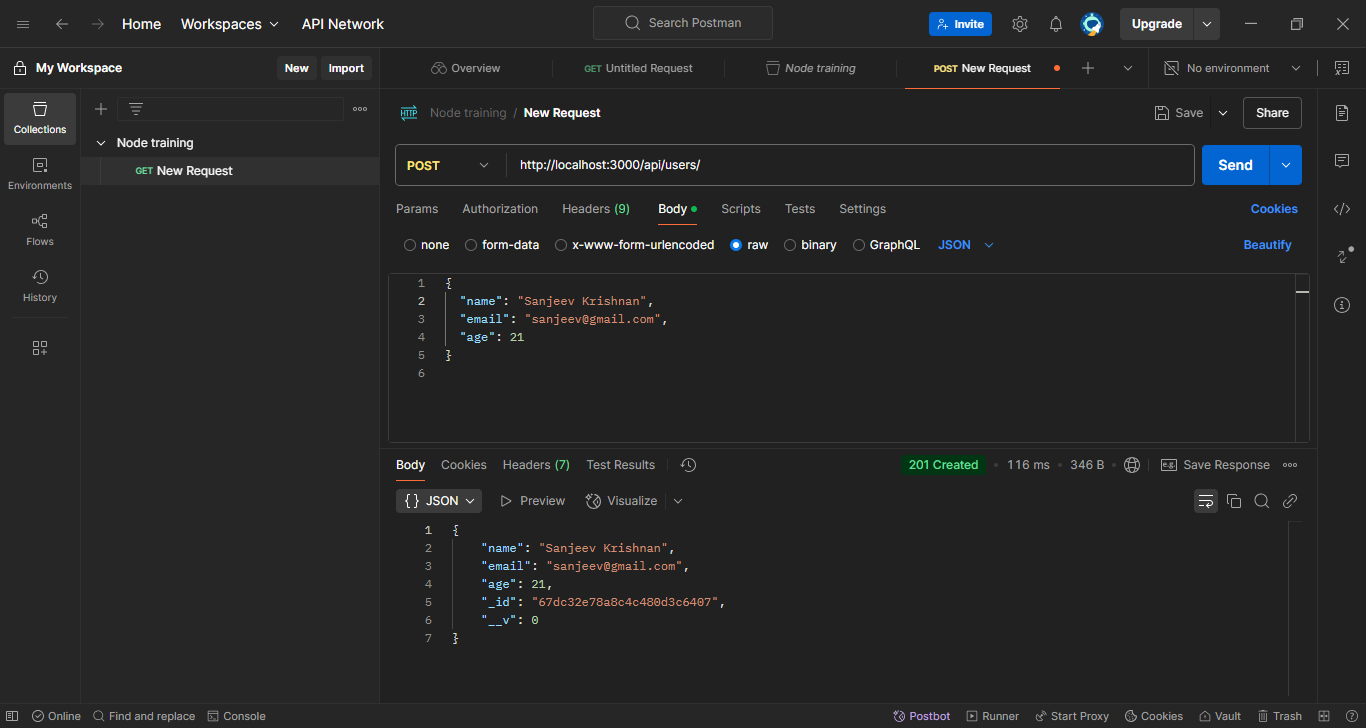 Home Workspaces API Network Search Postman Invite Upgrade
My Workspace New Import Overview GET Untitled Request Node training POST New Request No environment
Collections
Environments
Flows
History
Node training
GET New Request
HTTP Node training / New Request Save Share
POST http://localhost:3000/api/users/ Send
Params Authorization Headers (9) Body Scripts Tests Settings Cookies
none form-data x-www-form-urlencoded raw binary GraphQL JSON Beautify
1 {
2 "name": "Sanjeev Krishnan",
3 "email": "sanjeev@gmail.com",
4 "age": 21
5 }
6
Body Cookies Headers (7) Test Results 201 Created 116 ms 346 B e.g. Save Response
{} JSON Preview Visualize
1 {
2 "name": "Sanjeev Krishnan",
3 "email": "sanjeev@gmail.com",
4 "age": 21,
5 "_id": "67dc32e78a8c4c480d3c6407",
6 "__v": 0
7 }
Online Find and replace Console Postbot Runner Start Proxy Cookies Vault Trash